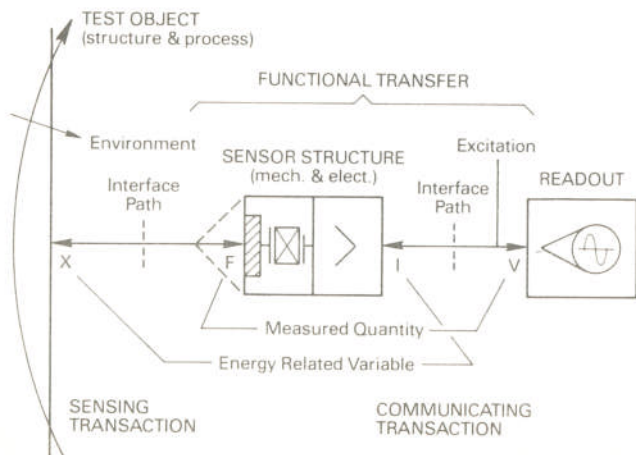 TEST OBJECT
(structure & process)
FUNCTIONAL TRANSFER
Environment
SENSOR STRUCTURE
(mech. & elect.)
Excitation
Interface
Path
Interface
Path
READOUT
X
F
I
V
Measured Quantity
Energy Related Variable
SENSING
TRANSACTION
COMMUNICATING
TRANSACTION